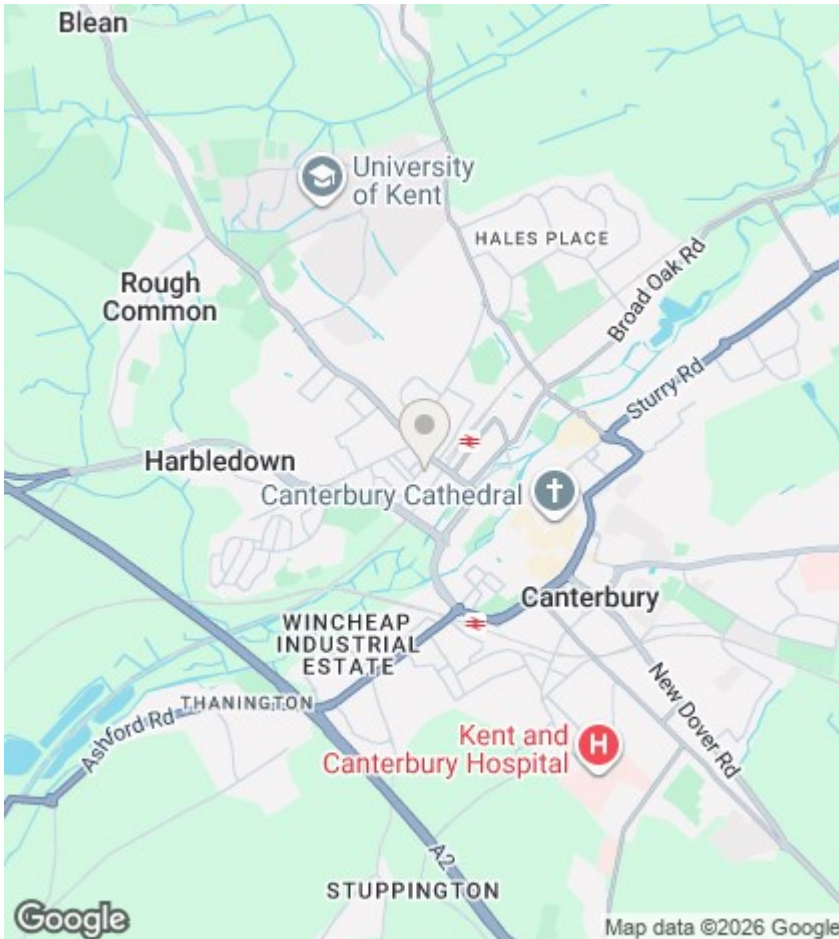 Blean
University
of Kent
HALES PLACE
Broad Oak Rd
Rough
Common
Sturry Rd
Harbledown
Canterbury Cathedral
Canterbury
WINCHEAP
INDUSTRIAL
ESTATE
THANINGTON
Ashford Rd
New Dover Rd
Kent and
Canterbury Hospital
H
A2
STUPPINGTON
Google
Map data ©2026 Google